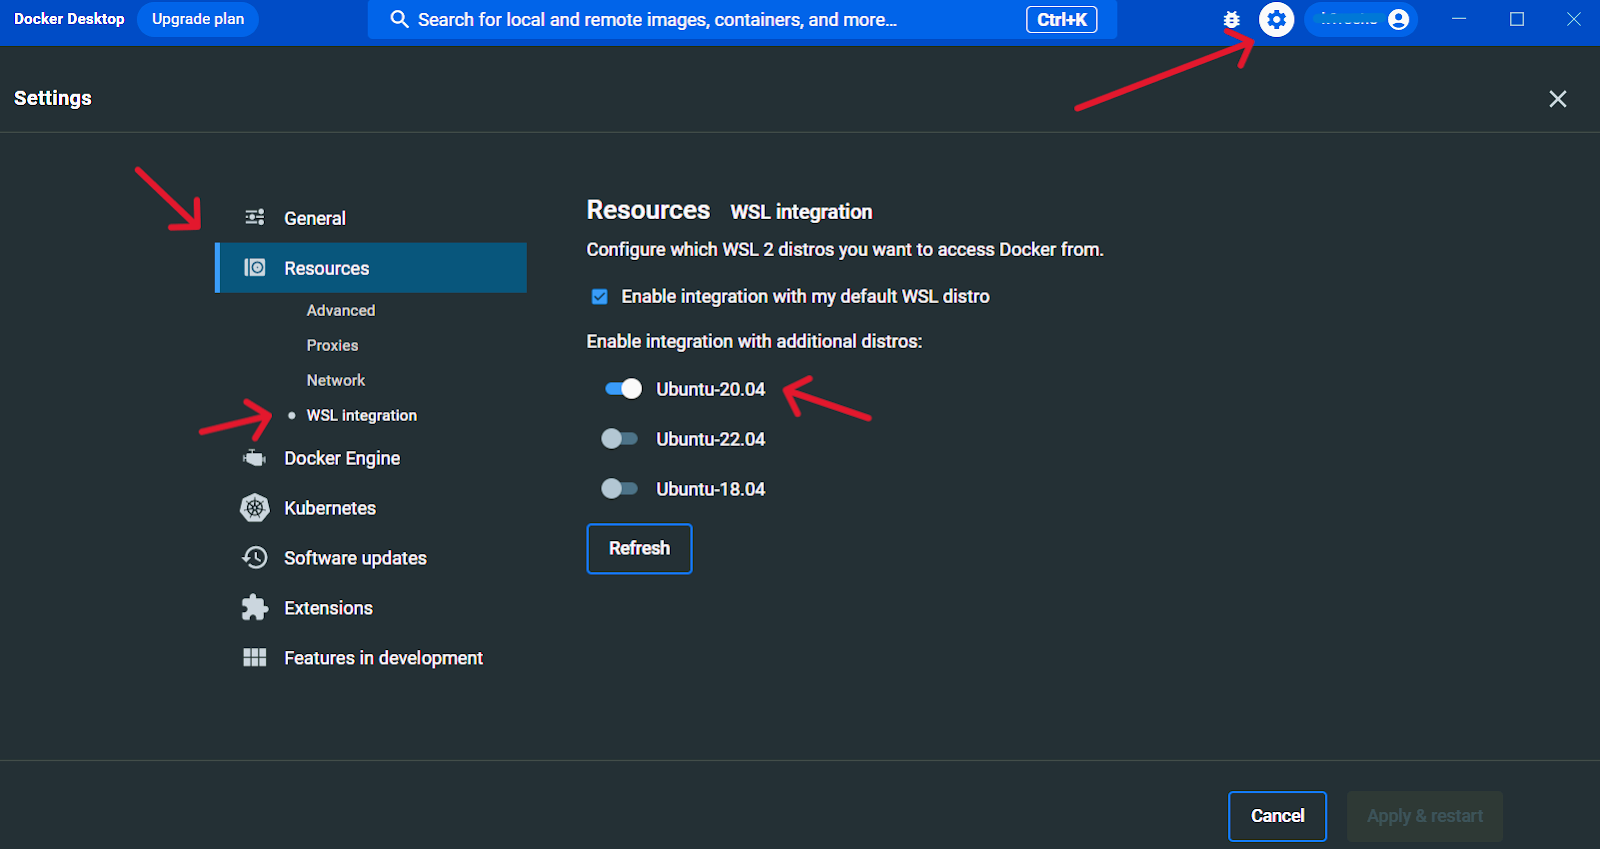 Docker Desktop Upgrade plan Search for local and remote images, containers, and more... Ctrl+K
Settings
General
Resources
Advanced
Proxies
Network
WSL integration
Docker Engine
Kubernetes
Software updates
Extensions
Features in development
Resources WSL integration
Configure which WSL 2 distros you want to access Docker from.
Enable integration with my default WSL distro
Enable integration with additional distros:
Ubuntu-20.04
Ubuntu-22.04
Ubuntu-18.04
Refresh
Cancel Apply & restart